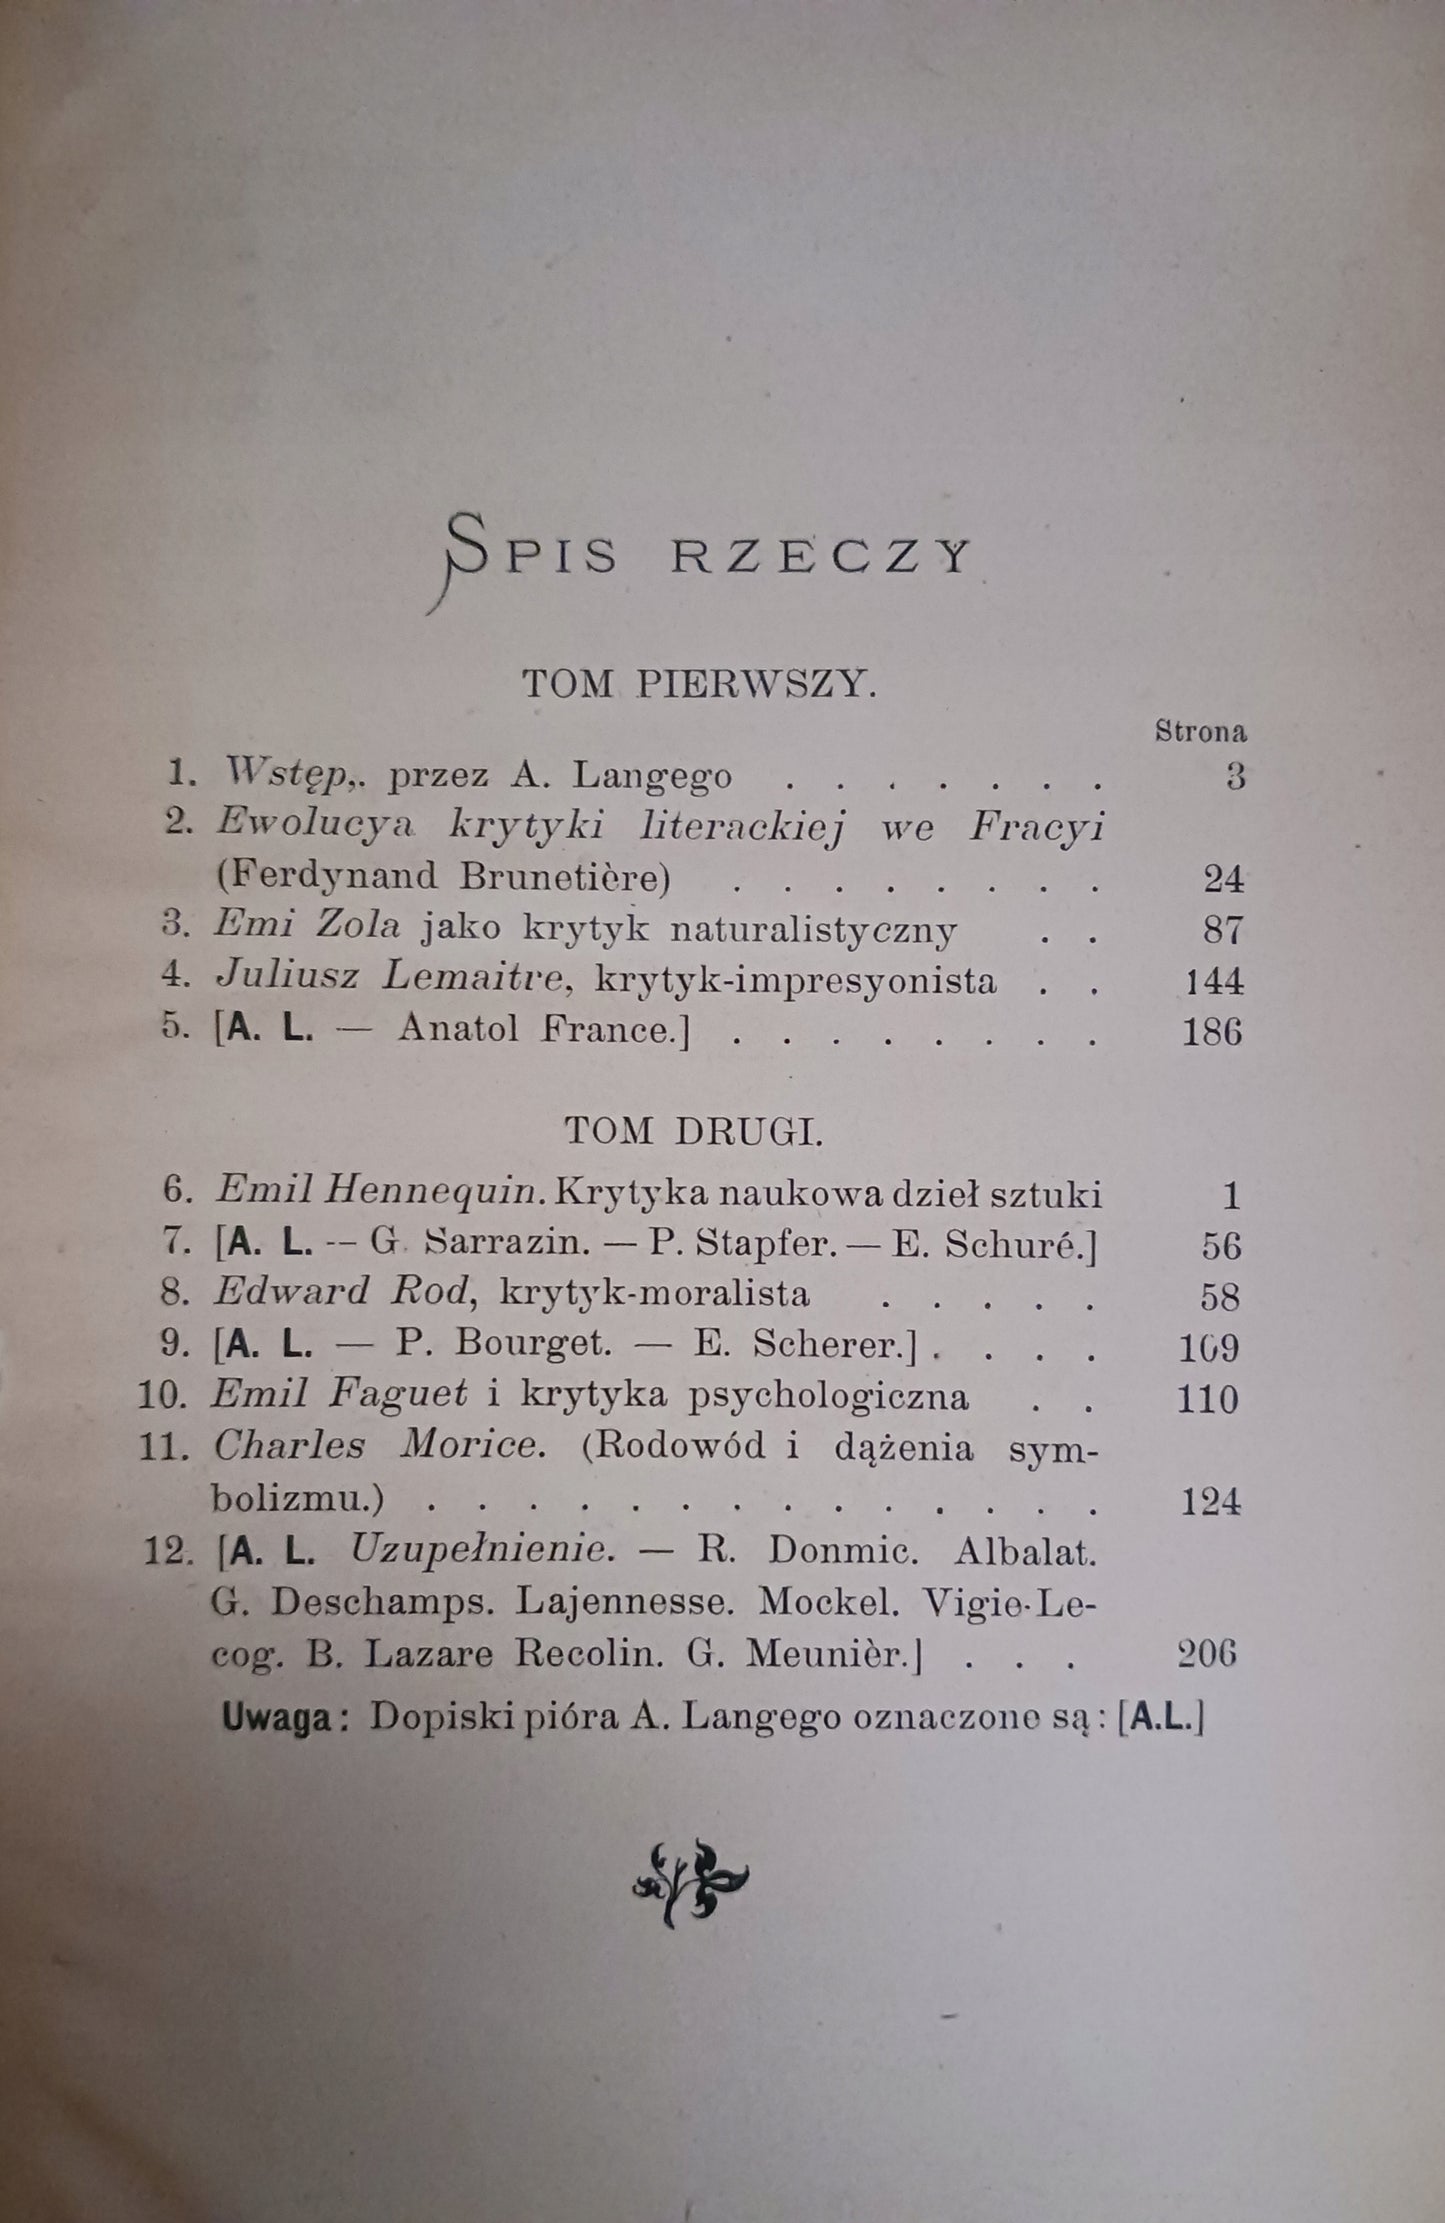 SPIS RZECZY
TOM PIERWSZY.
Strona
1. Wstęp,. przez A. Langego . . . . . . . 3
2. Ewolucya krytyki literackiej we Fracyi
(Ferdynand Brunetière) . . . . . . . . 24
3. Emi Zola jako krytyk naturalistyczny . . 87
4. Juliusz Lemaitre, krytyk-impresyonista . . 144
5. [A. L. — Anatol France.] . . . . . . . . 186
TOM DRUGI.
6. Emil Hennequin. Krytyka naukowa dzieł sztuki 1
7. [A. L. -- G. Sarrazin. — P. Stapfer. — E. Schuré.] 56
8. Edward Rod, krytyk-moralista . . . . . 58
9. [A. L. — P. Bourget. — E. Scherer.] . . . . 109
10. Emil Faguet i krytyka psychologiczna . . 110
11. Charles Morice. (Rodowód i dążenia sym-
bolizmu.) . . . . . . . . . . . . . . 124
12. [A. L. Uzupełnienie. — R. Donmic. Albalat.
G. Deschamps. Lajennesse. Mockel. Vigie-Le-
cog. B. Lazare Recolin. G. Meunièr.] . . . 206
Uwaga: Dopiski pióra A. Langego oznaczone są: [A.L.]